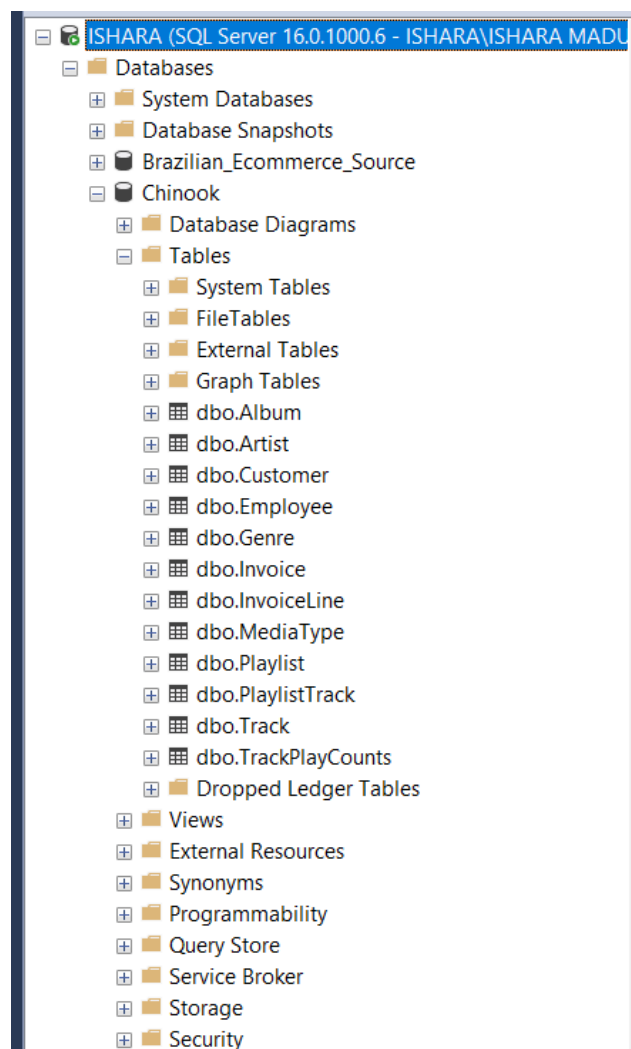 ISHARA (SQL Server 16.0.1000.6 - ISHARA\ISHARA MADU
Databases
System Databases
Database Snapshots
Brazilian_Ecommerce_Source
Chinook
Database Diagrams
Tables
System Tables
FileTables
External Tables
Graph Tables
dbo.Album
dbo.Artist
dbo.Customer
dbo.Employee
dbo.Genre
dbo.Invoice
dbo.InvoiceLine
dbo.MediaType
dbo.Playlist
dbo.PlaylistTrack
dbo.Track
dbo.TrackPlayCounts
Dropped Ledger Tables
Views
External Resources
Synonyms
Programmability
Query Store
Service Broker
Storage
Security